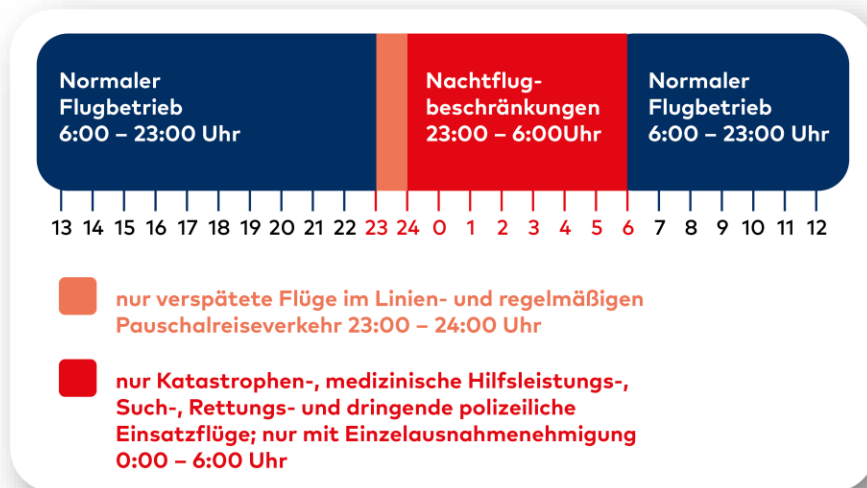 Normaler
Flugbetrieb
6:00 – 23:00 Uhr
Nachtflug-
beschränkungen
23:00 – 6:00Uhr
Normaler
Flugbetrieb
6:00 – 23:00 Uhr
13 14 15 16 17 18 19 20 21 22 23 24 0 1 2 3 4 5 6 7 8 9 10 11 12
nur verspätete Flüge im Linien- und regelmäßigen
Pauschalreiseverkehr 23:00 – 24:00 Uhr
nur Katastrophen-, medizinische Hilfsleistungs-,
Such-, Rettungs- und dringende polizeiliche
Einsatzflüge; nur mit Einzelausnahmenehmigung
0:00 – 6:00 Uhr